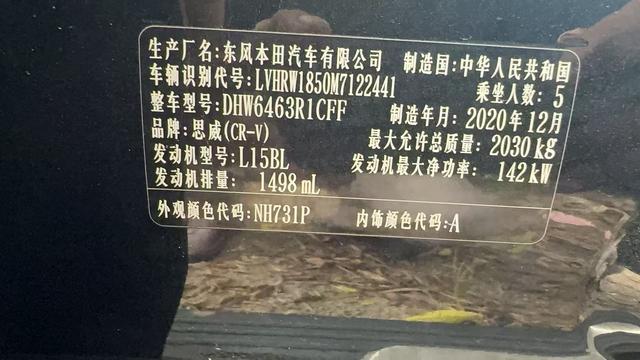 生产厂名:东风本田汽车有限公司 制造国:中华人民共和国
车辆识别代号:LVHRW1850M7122441 乘坐人数:5
整车型号:DHW6463R1CFF 制造年月:2020年12月
品牌:思威(CR-V) 最大允许总质量:2030kg
发动机型号:L15BL 发动机最大净功率:142kW
发动机排量:1498mL
外观颜色代码:NH731P 内饰颜色代码:A